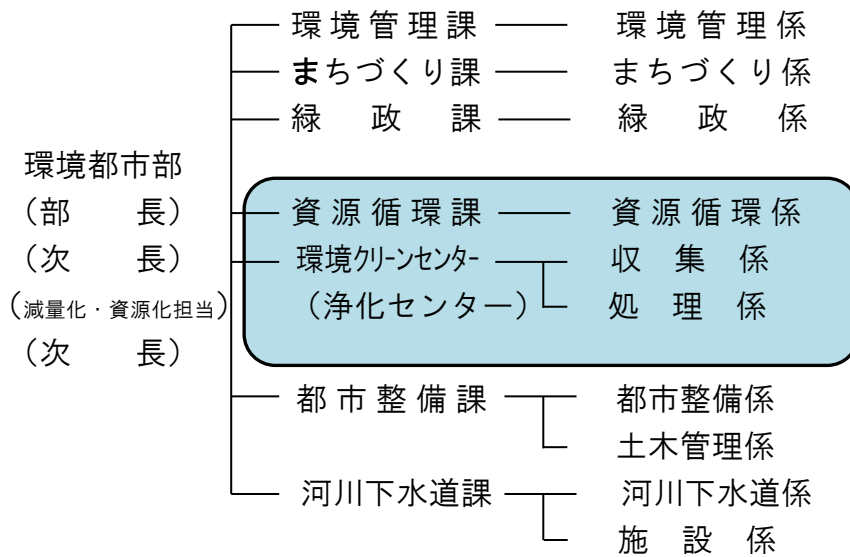 環境管理課 環境管理係
まちづくり課 まちづくり係
緑政課 緑政係
環境都市部
（部長） 資源循環課 資源循環係
（次長） 環境クリーンセンター 収集係
（減量化・資源化担当） （浄化センター） 処理係
（次長）
都市整備課 都市整備係
土木管理係
河川下水道課 河川下水道係
施設係